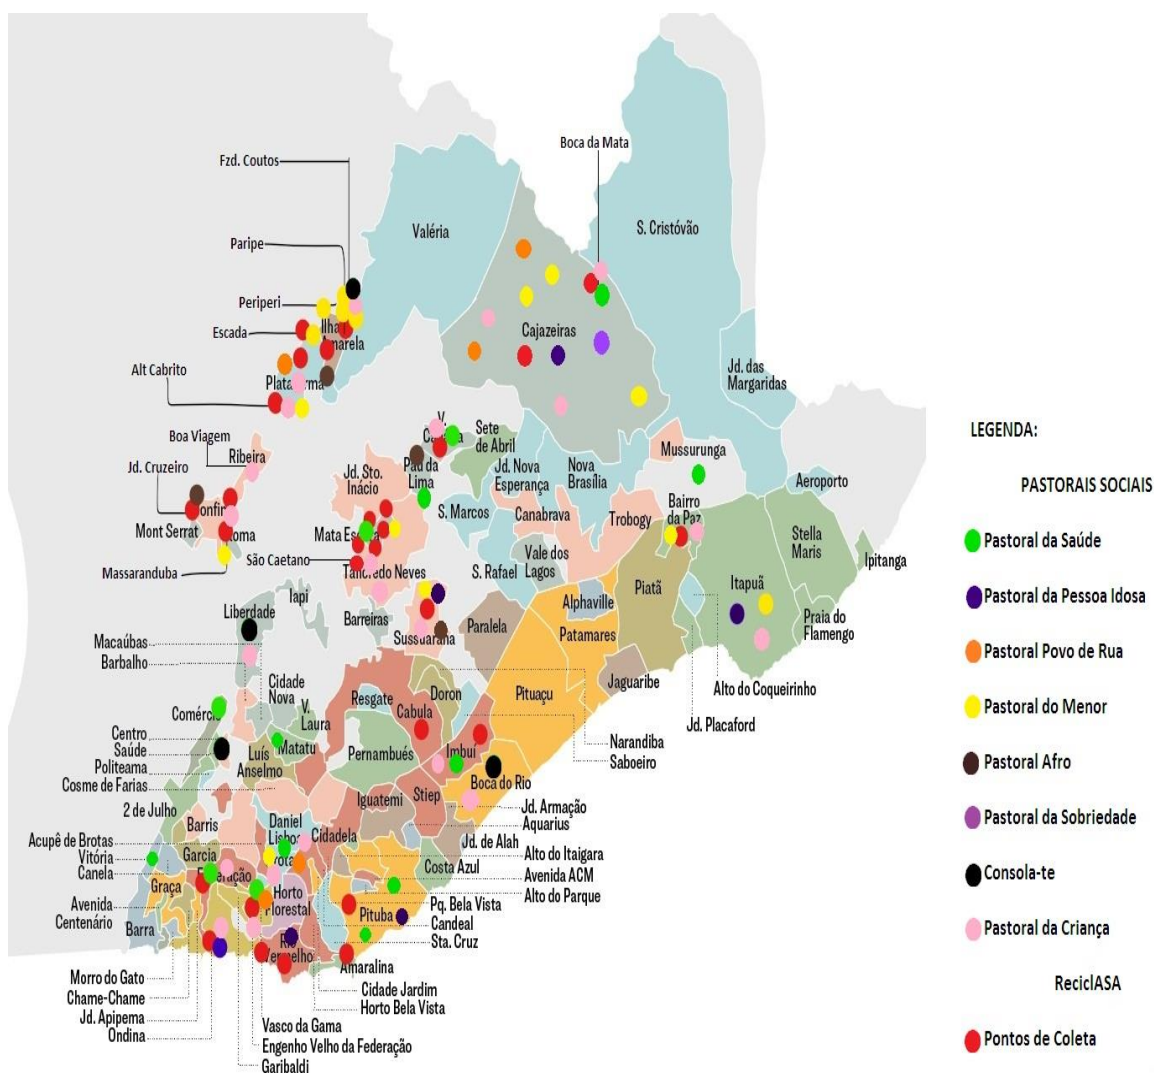 Boca da Mata
Fzd. Coutos
S. Cristóvão
Valéria
Paripe
Periperi
Ilha
Amarela
Escada
Cajazeiras
Jd. das
Margaridas
Alt Cabrito
Plataforma
Boa Viagem
Ribeira
Jd. Cruzeiro
Mont Serrat
Roma
Massaranduba
V.
Sete
de Abril
Pau da
Lima
Jd. Sto.
Inácio
Jd. Nova
Esperança
Nova
Brasília
Mussurunga
Aeroporto
S. Marcos
Canabrava
Trobogy
Bairro
da Paz
Mata Escura
São Caetano
Tancredo Neves
S. Rafael
Vale dos
Lagos
Stella
Maris
Ipitanga
Itapuã
Piatã
Alphaville
Praia do
Flamengo
Iapi
Liberdade
Barreiras
Sussuarana
Paralela
Patamares
Macaúbas
Barbalho
Cidade
Nova
Resgate
Doron
Pituaçu
Jaguaribe
Alto do Coqueirinho
Jd. Placaford
Comércio
V.
Laura
Cabula
Centro
Saúde
Politeama
Cosme de Farias
Luís
Anselmo
Matatu
Pernambués
Imbuí
Boca do Rio
Narandiba
Saboeiro
2 de Julho
Barris
Daniel
Lisboa
Cidadela
Iguatemi
Stiep
Jd. Armação
Aquarius
Jd. de Alah
Acupê de Brotas
Vitória
Canela
Garcia
Federação
Graça
Horto
Florestal
Costa Azul
Alto do Itaigara
Avenida ACM
Alto do Parque
Avenida
Centenário
Barra
Pituba
Pq. Bela Vista
Candeal
Sta. Cruz
Rio
Vermelho
Amaralina
Morro do Gato
Chame-Chame
Jd. Apipema
Ondina
Cidade Jardim
Horto Bela Vista
Vasco da Gama
Engenho Velho da Federação
Garibaldi
LEGENDA:
PASTORAIS SOCIAIS
Pastoral da Saúde
Pastoral da Pessoa Idosa
Pastoral Povo de Rua
Pastoral do Menor
Pastoral Afro
Pastoral da Sobriedade
Consola-te
Pastoral da Criança
ReciclASA
Pontos de Coleta